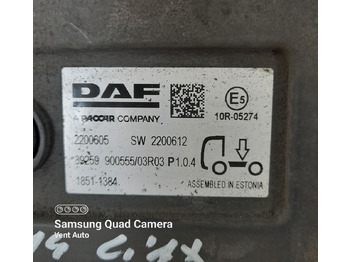 DAF
A PACCAR COMPANY
E5
10R-05274
2200605 SW 2200612
39259 900555/03R03 P1.0.4
1851-1384
ASSEMBLED IN ESTONIA
Samsung Quad Camera
Vent Auto